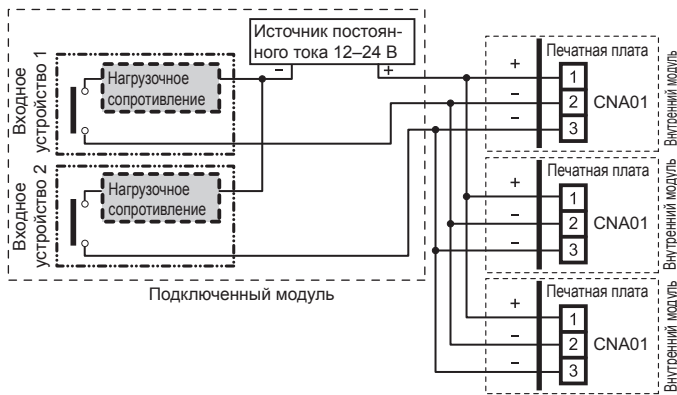 Источник постоян-
ного тока 12–24 В
–
+
Входное
устройство 1
Нагрузочное
сопротивление
Входное
устройство 2
Нагрузочное
сопротивление
Подключенный модуль
Печатная плата
+
1
–
2
CNA01
–
3
Внутренний модуль
Печатная плата
+
1
–
2
CNA01
–
3
Внутренний модуль
Печатная плата
+
1
–
2
CNA01
–
3
Внутренний модуль